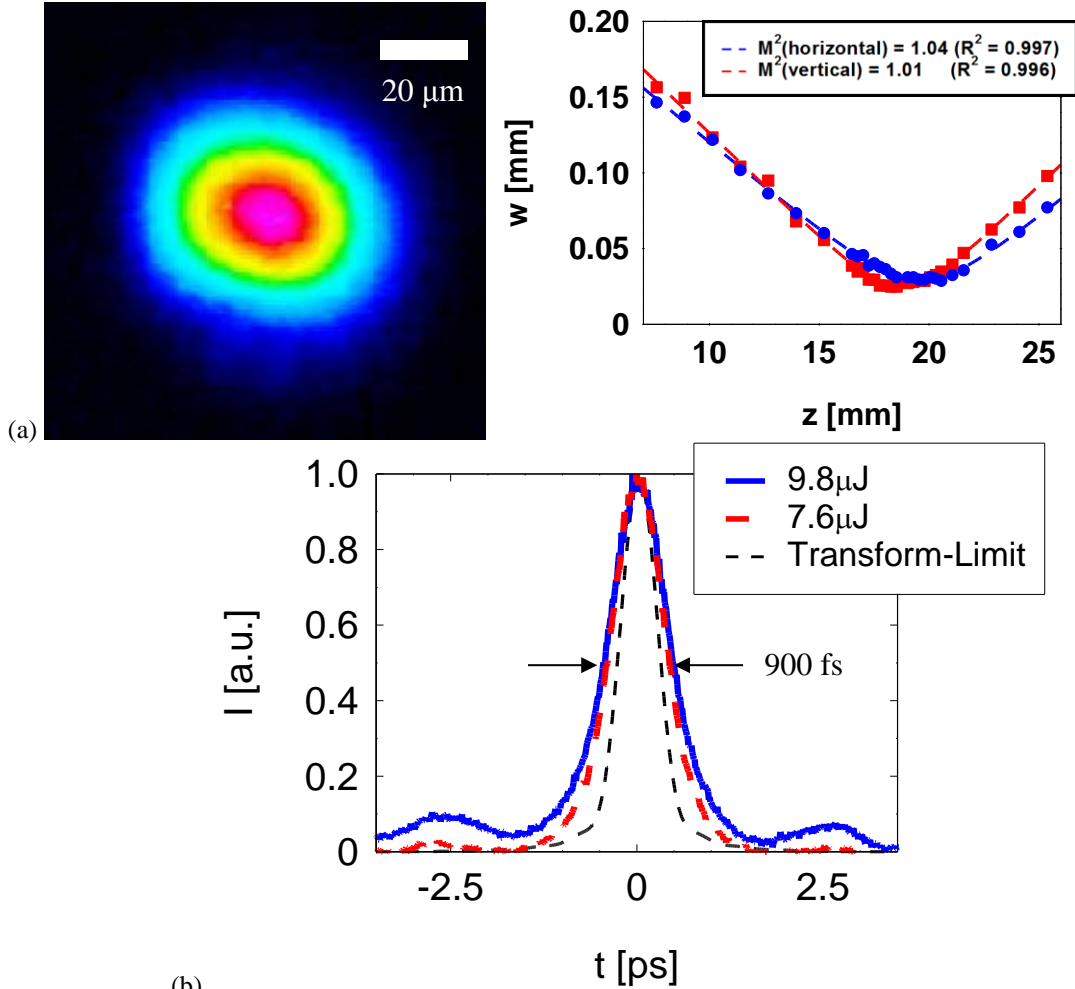 20 μm
(a)
0.20
0.15
0.10
0.05
0
w [mm]
M²(horizontal) = 1.04 (R² = 0.997)
M²(vertical) = 1.01 (R² = 0.996)
10 15 20 25
z [mm]
1.0
0.8
0.6
0.4
0.2
0
I [a.u.]
9.8μJ
7.6μJ
Transform-Limit
900 fs
-2.5 0 2.5
t [ps]
(b)